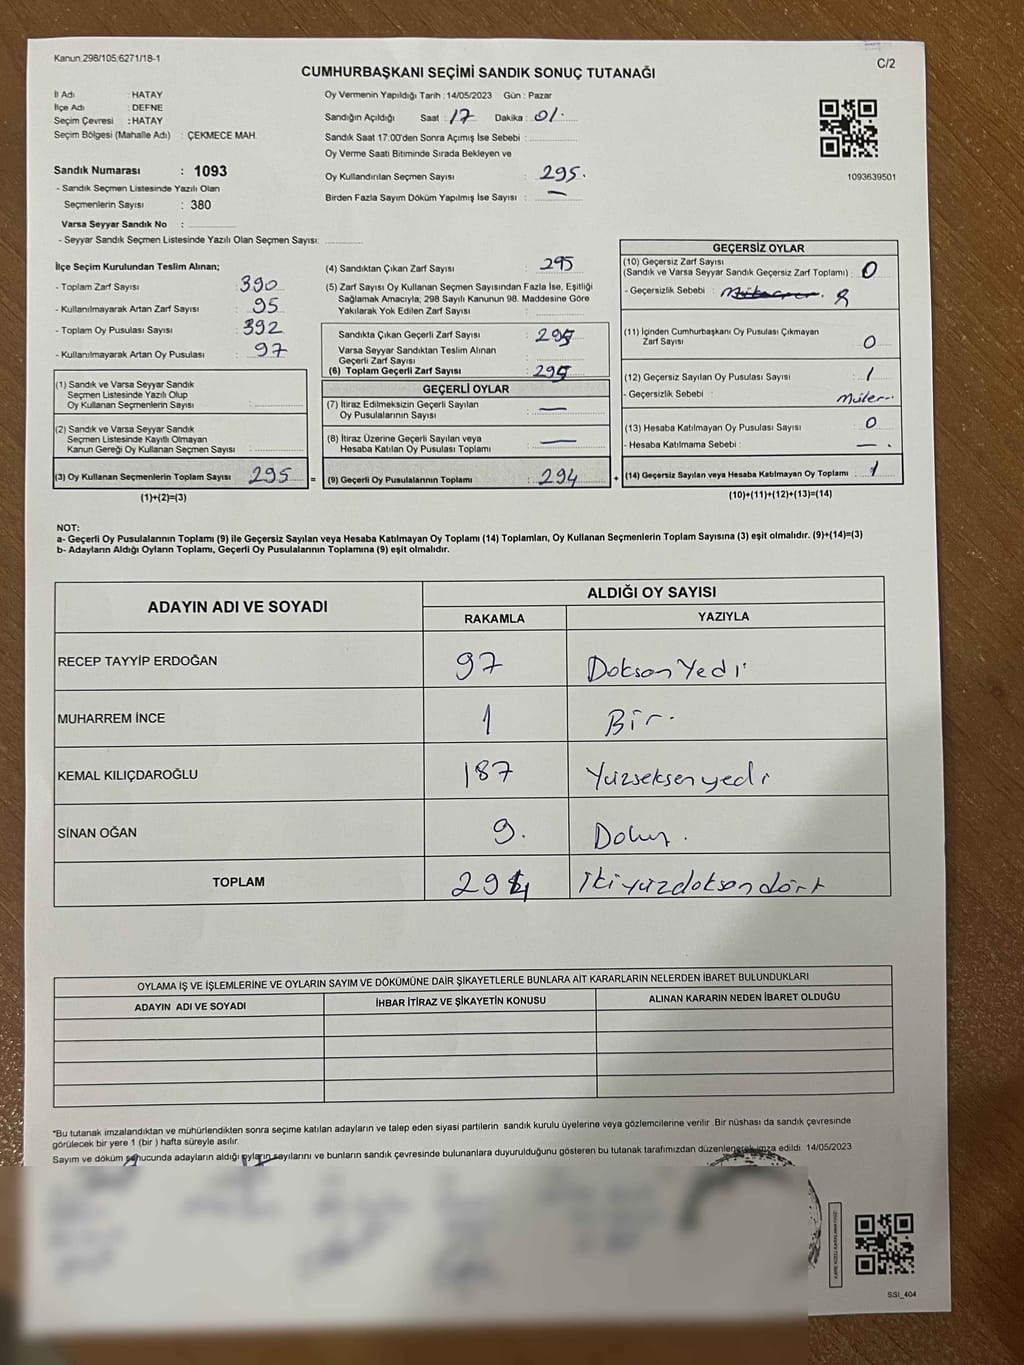 Kanun 298/105;6271/18-1
C/2
CUMHURBAŞKANI SEÇİMİ SANDIK SONUÇ TUTANAĞI
İl Adı : HATAY
İlçe Adı : DEFNE
Seçim Çevresi : HATAY
Seçim Bölgesi (Mahalle Adı) : ÇEKMECE MAH.
Sandık Numarası : 1093
- Sandık Seçmen Listesinde Yazılı Olan
Seçmenlerin Sayısı : 380
Varsa Seyyar Sandık No :
- Seyyar Sandık Seçmen Listesinde Yazılı Olan Seçmen Sayısı:
Oy Vermenin Yapıldığı Tarih : 14/05/2023 Gün : Pazar
Sandığın Açıldığı Saat : 17 Dakika : 01.
Sandık Saat 17:00'den Sonra Açımış İse Sebebi :
Oy Verme Saati Bitiminde Sırada Bekleyen ve
Oy Kullandırılan Seçmen Sayısı : 295.
Birden Fazla Sayım Döküm Yapılmış İse Sayısı : —
1093639501
İlçe Seçim Kurulundan Teslim Alınan;
- Toplam Zarf Sayısı : 390
- Kullanılmayarak Artan Zarf Sayısı : 95
- Toplam Oy Pusulası Sayısı : 392
- Kullanılmayarak Artan Oy Pusulası : 97
(1) Sandık ve Varsa Seyyar Sandık
Seçmen Listesinde Yazılı Olup
Oy Kullanan Seçmenlerin Sayısı :
(2) Sandık ve Varsa Seyyar Sandık
Seçmen Listesinde Kayıtlı Olmayan
Kanun Gereği Oy Kullanan Seçmen Sayısı :
(3) Oy Kullanan Seçmenlerin Toplam Sayısı : 295
(1)+(2)=(3)
(4) Sandıktan Çıkan Zarf Sayısı : 295
(5) Zarf Sayısı Oy Kullanan Seçmen Sayısından Fazla İse, Eşitliği
Sağlamak Amacıyla; 298 Sayılı Kanunun 98. Maddesine Göre
Yakılarak Yok Edilen Zarf Sayısı :
Sandıkta Çıkan Geçerli Zarf Sayısı : 295
Varsa Seyyar Sandıktan Teslim Alınan
Geçerli Zarf Sayısı
(6) Toplam Geçerli Zarf Sayısı : 295
GEÇERLİ OYLAR
(7) İtiraz Edilmeksizin Geçerli Sayılan
Oy Pusulalarının Sayısı : —
(8) İtiraz Üzerine Geçerli Sayılan veya
Hesaba Katılan Oy Pusulası Toplamı : —
= (9) Geçerli Oy Pusulalarının Toplamı : 294 +
GEÇERSİZ OYLAR
(10) Geçersiz Zarf Sayısı
(Sandık ve Varsa Seyyar Sandık Geçersiz Zarf Toplamı) : 0
- Geçersizlik Sebebi :
(11) İçinden Cumhurbaşkanı Oy Pusulası Çıkmayan
Zarf Sayısı : 0
(12) Geçersiz Sayılan Oy Pusulası Sayısı : 1
- Geçersizlik Sebebi :
(13) Hesaba Katılmayan Oy Pusulası Sayısı : 0
- Hesaba Katılmama Sebebi : — .
(14) Geçersiz Sayılan veya Hesaba Katılmayan Oy Toplamı : 1
(10)+(11)+(12)+(13)=(14)
NOT:
a- Geçerli Oy Pusulalarının Toplamı (9) ile Geçersiz Sayılan veya Hesaba Katılmayan Oy Toplamı (14) Toplamları, Oy Kullanan Seçmenlerin Toplam Sayısına (3) eşit olmalıdır. (9)+(14)=(3)
b- Adayların Aldığı Oyların Toplamı, Geçerli Oy Pusulalarının Toplamına (9) eşit olmalıdır.
ADAYIN ADI VE SOYADI
ALDIĞI OY SAYISI
RAKAMLA YAZIYLA
RECEP TAYYİP ERDOĞAN 97 Doksan Yedi
MUHARREM İNCE 1 Bir.
KEMAL KILIÇDAROĞLU 187 Yüzseksen yedi
SİNAN OĞAN 9. Dokuz.
TOPLAM 294 ikiyüzdoksan dört
OYLAMA İŞ VE İŞLEMLERİNE VE OYLARIN SAYIM VE DÖKÜMÜNE DAİR ŞİKAYETLERLE BUNLARA AİT KARARLARIN NELERDEN İBARET BULUNDUKLARI
ADAYIN ADI VE SOYADI İHBAR İTİRAZ VE ŞİKAYETİN KONUSU ALINAN KARARIN NEDEN İBARET OLDUĞU
*Bu tutanak imzalandıktan ve mühürlendikten sonra seçime katılan adayların ve talep eden siyasi partilerin sandık kurulu üyelerine veya gözlemcilerine verilir. Bir nüshası da sandık çevresinde
görülecek bir yere 1 (bir ) hafta süreyle asılır.
Sayım ve döküm sonucunda adayların aldığı oyların sayılarını ve bunların sandık çevresinde bulunanlara duyurulduğunu gösteren bu tutanak tarafımızdan düzenlenerek imza edildi 14/05/2023
SSI_404